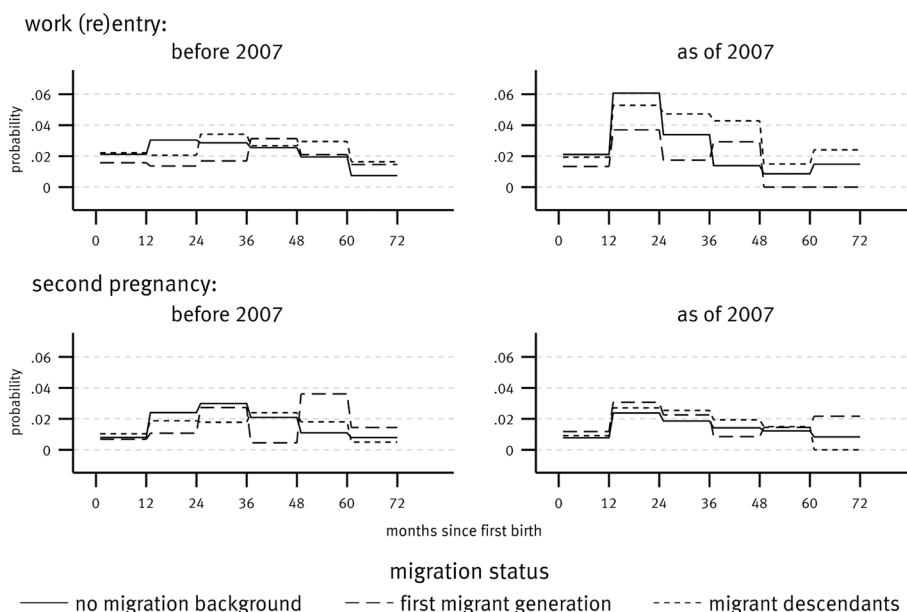 work (re)entry:
before 2007
as of 2007
probability
.06
.04
.02
0
0 12 24 36 48 60 72
.06
.04
.02
0
0 12 24 36 48 60 72
second pregnancy:
before 2007
as of 2007
probability
.06
.04
.02
0
0 12 24 36 48 60 72
.06
.04
.02
0
0 12 24 36 48 60 72
months since first birth
migration status
no migration background first migrant generation migrant descendants